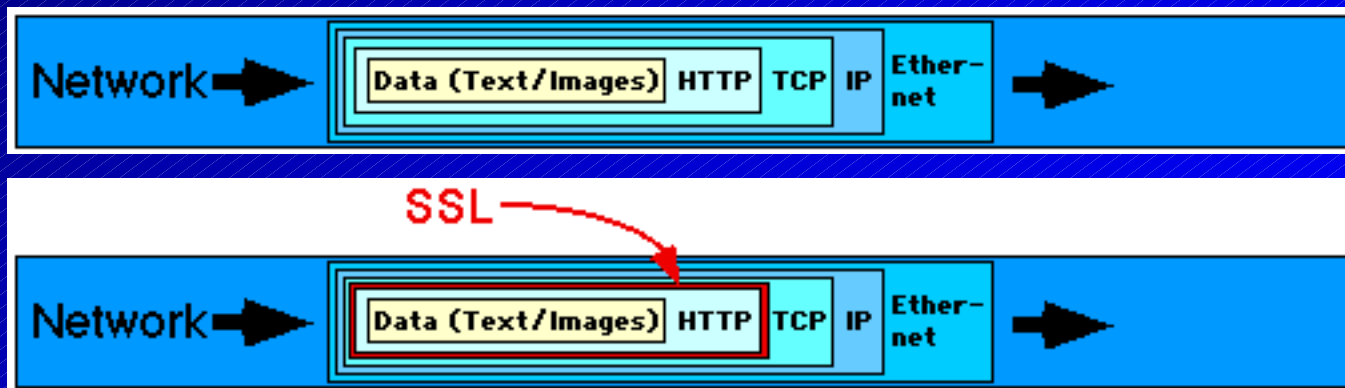 Network
Data (Text/Images) HTTP TCP IP Ether-
net
SSL
Network
Data (Text/Images) HTTP TCP IP Ether-
net